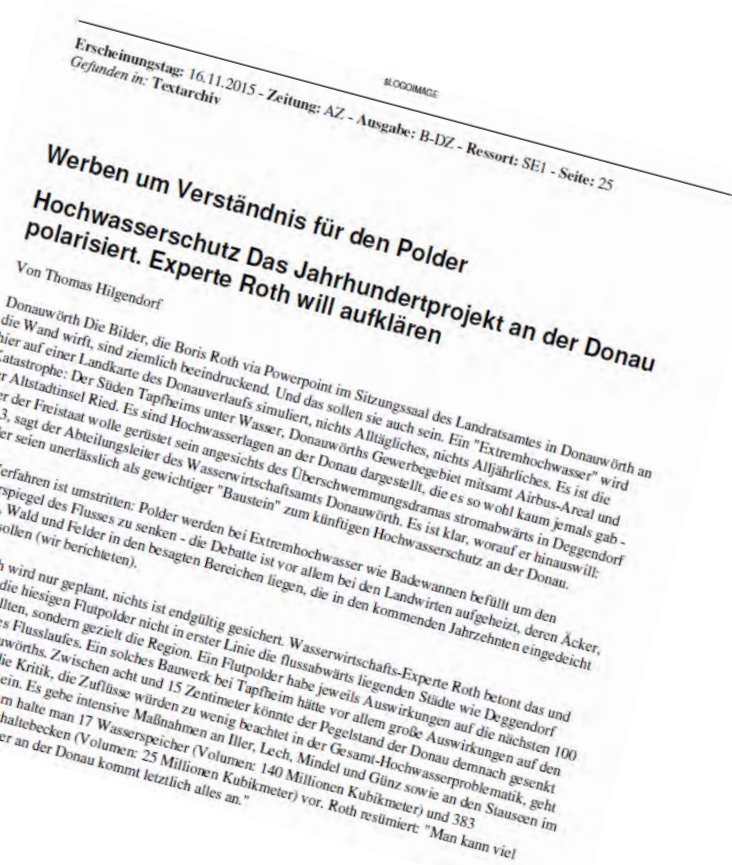 $LOGOIMAGE
Erscheinungstag: 16.11.2015 - Zeitung: AZ - Ausgabe: B-DZ - Ressort: SE1 - Seite: 25
Gefunden in: Textarchiv
Werben um Verständnis für den Polder
Hochwasserschutz Das Jahrhundertprojekt an der Donau
polarisiert. Experte Roth will aufklären
Von Thomas Hilgendorf
Donauwörth Die Bilder, die Boris Roth via Powerpoint im Sitzungssaal des Landratsamtes in Donauwörth an
die Wand wirft, sind ziemlich beeindruckend. Und das sollen sie auch sein. Ein "Extremhochwasser" wird
hier auf einer Landkarte des Donauverlaufs simuliert, nichts Alltägliches, nichts Alljährliches. Es ist die
Katastrophe: Der Süden Tapfheims unter Wasser, Donauwörths Gewerbegebiet mitsamt Airbus-Areal und
Altstadtinsel Ried. Es sind Hochwasserlagen an der Donau dargestellt, die es so wohl kaum jemals gab -
der Freistaat wolle gerüstet sein angesichts des Überschwemmungsdramas stromabwärts in Deggendorf
3, sagt der Abteilungsleiter des Wasserwirtschaftsamts Donauwörth. Es ist klar, worauf er hinauswill:
seien unerlässlich als gewichtiger "Baustein" zum künftigen Hochwasserschutz an der Donau.
erfahren ist umstritten: Polder werden bei Extremhochwasser wie Badewannen befüllt um den
rspiegel des Flusses zu senken - die Debatte ist vor allem bei den Landwirten aufgeheizt, deren Äcker,
Wald und Felder in den besagten Bereichen liegen, die in den kommenden Jahrzehnten eingedeicht
sollen (wir berichteten).
h wird nur geplant, nichts ist endgültig gesichert. Wasserwirtschafts-Experte Roth betont das und
die hiesigen Flutpolder nicht in erster Linie die flussabwärts liegenden Städte wie Deggendorf
llten, sondern gezielt die Region. Ein Flutpolder habe jeweils Auswirkungen auf die nächsten 100
es Flusslaufes. Ein solches Bauwerk bei Tapfheim hätte vor allem große Auswirkungen auf den
uwörths. Zwischen acht und 15 Zentimeter könnte der Pegelstand der Donau demnach gesenkt
die Kritik, die Zuflüsse würden zu wenig beachtet in der Gesamt-Hochwasserproblematik, geht
ein. Es gebe intensive Maßnahmen an Iller, Lech, Mindel und Günz sowie an den Stauseen im
rn halte man 17 Wasserspeicher (Volumen: 140 Millionen Kubikmeter) und 383
haltebecken (Volumen: 25 Millionen Kubikmeter) vor. Roth resümiert: "Man kann viel
er an der Donau kommt letztlich alles an."